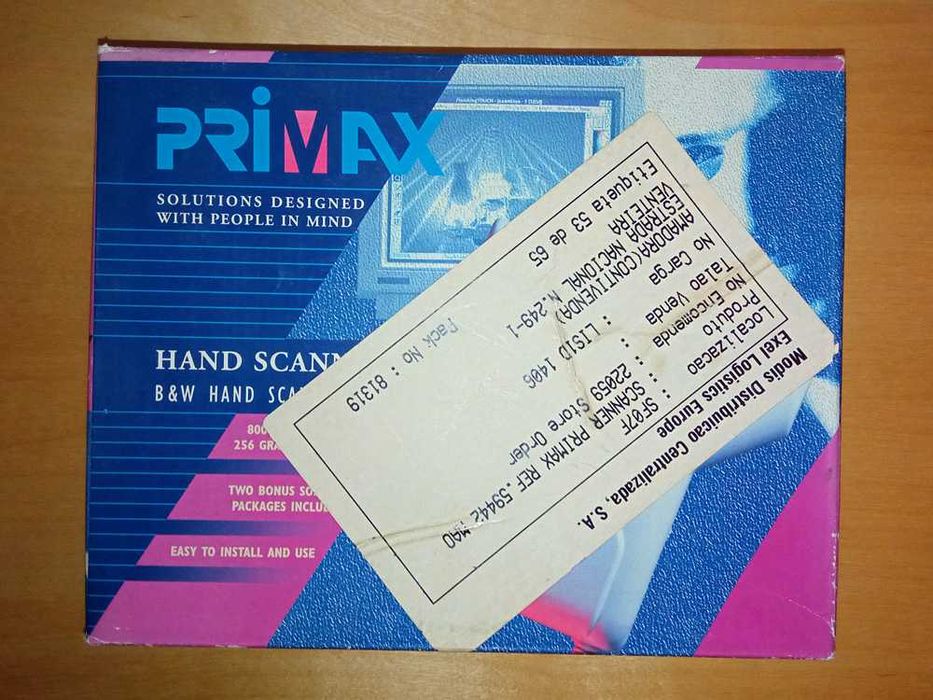 PRIMAX
SOLUTIONS DESIGNED
WITH PEOPLE IN MIND
HAND SCANN
B&W HAND SCA
800
256 GRA
TWO BONUS SO
PACKAGES INCLU
EASY TO INSTALL AND USE
Modis Distribuicao Centralizada, S.A.
Exel Logistics Europe
Localizacao : SF07F
Produto : SCANNER PRIMAX REF.59442.MAO
No Encomenda : 22059 Store Order
Talao Venda :
No Carga : LIS1D 1406
AMADORA(CONTIVENDA)
ESTRADA NACIONAL N.249-1
VENTEIRA
Etiqueta 53 de 65
Pack No : 81319